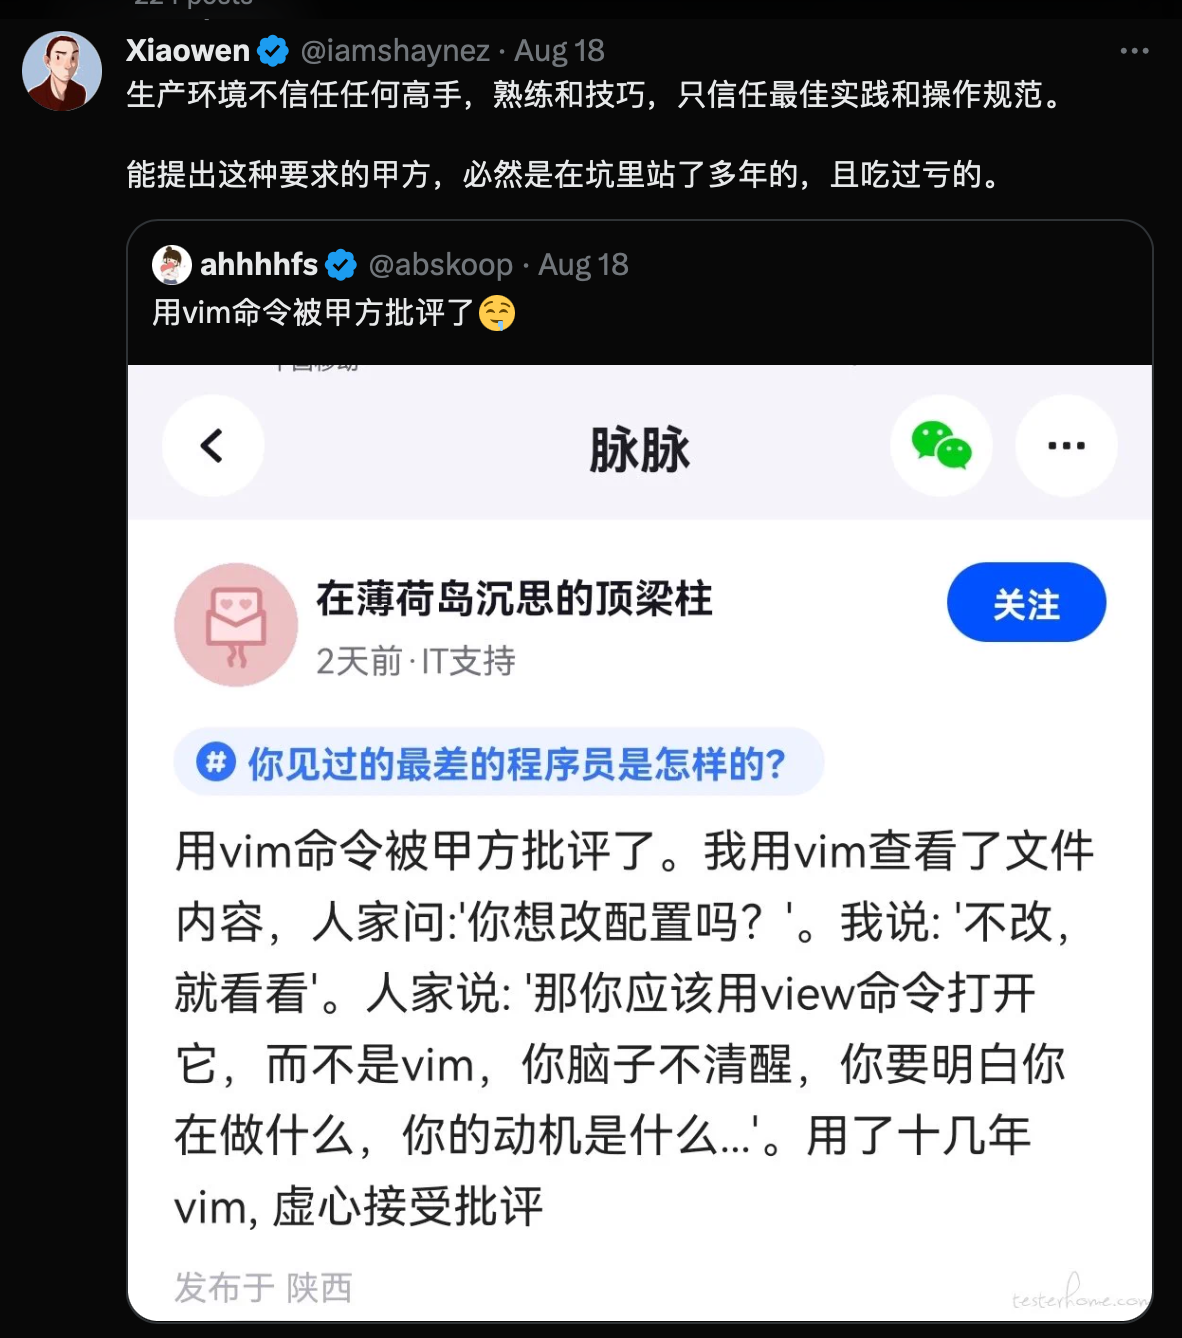 Xiaowen @iamshaynez · Aug 18
生产环境不信任任何高手，熟练和技巧，只信任最佳实践和操作规范。
能提出这种要求的甲方，必然是在坑里站了多年的，且吃过亏的。
ahhhhfs @abskoop · Aug 18
用vim命令被甲方批评了🤤
脉脉
在薄荷岛沉思的顶梁柱
关注
2天前·IT支持
# 你见过的最差的程序员是怎样的?
用vim命令被甲方批评了。我用vim查看了文件
内容，人家问:'你想改配置吗？'。我说: '不改，
就看看'。人家说: '那你应该用view命令打开
它，而不是vim，你脑子不清醒，你要明白你
在做什么，你的动机是什么...'。用了十几年
vim, 虚心接受批评
发布于 陕西
testerhome.com